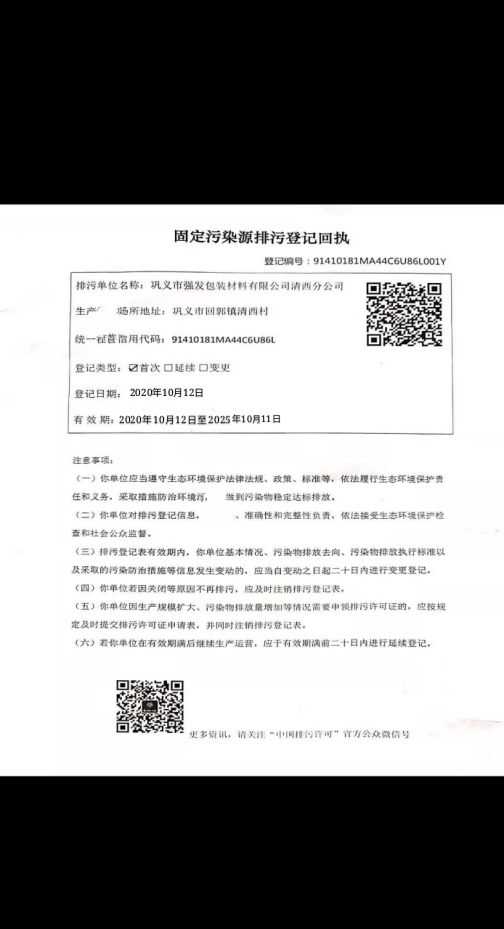 固定污染源排污登记回执
登记编号：91410181MA44C6U86L001Y
排污单位名称：巩义市强发包装材料有限公司清西分公司
生产 场所地址：巩义市回郭镇清西村
统一社 信用代码：91410181MA44C6U86L
登记类型：☑首次 □延续 □变更
登记日期：2020年10月12日
有 效 期：2020年10月12日至2025年10月11日
注意事项：
（一）你单位应当遵守生态环境保护法律法规、政策、标准等，依法履行生态环境保护责
任和义务，采取措施防治环境污， 做到污染物稳定达标排放。
（二）你单位对排污登记信息， 、准确性和完整性负责，依法接受生态环境保护检
查和社会公众监督。
（三）排污登记表有效期内，你单位基本情况、污染物排放去向、污染物排放执行标准以
及采取的污染防治措施等信息发生变动的，应当自变动之日起二十日内进行变更登记。
（四）你单位若因关闭等原因不再排污，应及时注销排污登记表。
（五）你单位因生产规模扩大、污染物排放量增加等情况需要申领排污许可证的，应按规
定及时提交排污许可证申请表，并同时注销排污登记表。
（六）若你单位在有效期满后继续生产运营，应于有效期满前二十日内进行延续登记。
更多资讯，请关注“中国排污许可”官方公众微信号